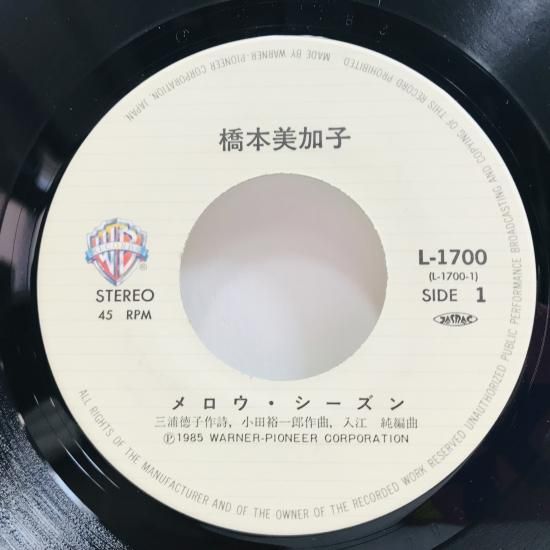 MADE BY WARNER-PIONEER CORPORATION, JAPAN
ALL RIGHTS OF THE MANUFACTURER AND OF THE OWNER OF THE RECORDED WORK RESERVED UNAUTHORIZED PUBLIC PERFORMANCE BROADCASTING AND COPYING OF THIS RECORD PROHIBITED
橋本美加子
WB
STEREO
45 RPM
L-1700
(L-1700-1)
SIDE 1
JASRAC
メロウ・シーズン
三浦徳子作詩, 小田裕一郎作曲, 入江 純編曲
Ⓟ1985 WARNER-PIONEER CORPORATION